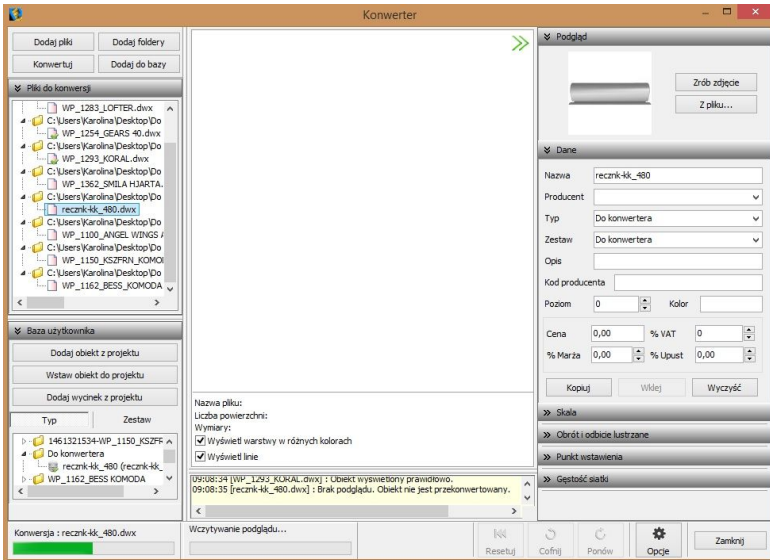 Konwerter
Dodaj pliki
Dodaj foldery
Konwertuj
Dodaj do bazy
Pliki do konwersji
WP_1283_LOFTER.dwx
C:\Users\Karolina\Desktop\Do
WP_1254_GEARS 40.dwx
C:\Users\Karolina\Desktop\Do
WP_1293_KORAL.dwx
C:\Users\Karolina\Desktop\Do
WP_1362_SMILA HJARTA.
C:\Users\Karolina\Desktop\Do
recznk-kk_480.dwx
C:\Users\Karolina\Desktop\Do
WP_1100_ANGEL WINGS
WP_1150_KSZFRN_KOMO
C:\Users\Karolina\Desktop\Do
WP_1162_BESS_KOMODA
Baza użytkownika
Dodaj obiekt z projektu
Wstaw obiekt do projektu
Dodaj wycinek z projektu
Typ
Zestaw
1461321534-WP_1150_KSZFR
Do konwertera
recznk-kk_480 (recznk-kk_
WP_1162_BESS KOMODA
Konwersja : recznk-kk_480.dwx
Nazwa pliku:
Liczba powierzchni:
Wymiary:
Wyświetl warstwy w różnych kolorach
Wyświetl linie
09:08:34 [WP_1293_KORAL.dwx] : Obiekt wyświetlony prawidłowo.
09:08:35 [recznk-kk_480.dwx] : Brak podglądu. Obiekt nie jest przekonwertowany.
Wczytywanie podglądu...
Podgląd
Zrób zdjęcie
Z pliku...
Dane
Nazwa recznk-kk_480
Producent
Typ Do konwertera
Zestaw Do konwertera
Opis
Kod producenta
Poziom 0 Kolor
Cena 0,00 % VAT 0
% Marża 0,00 % Upust 0,00
Kopiuj Wklej Wyczyść
Skala
Obrót i odbicie lustrzane
Punkt wstawienia
Gęstość siatki
Resetuj Cofnij Ponów Opcje Zamknij